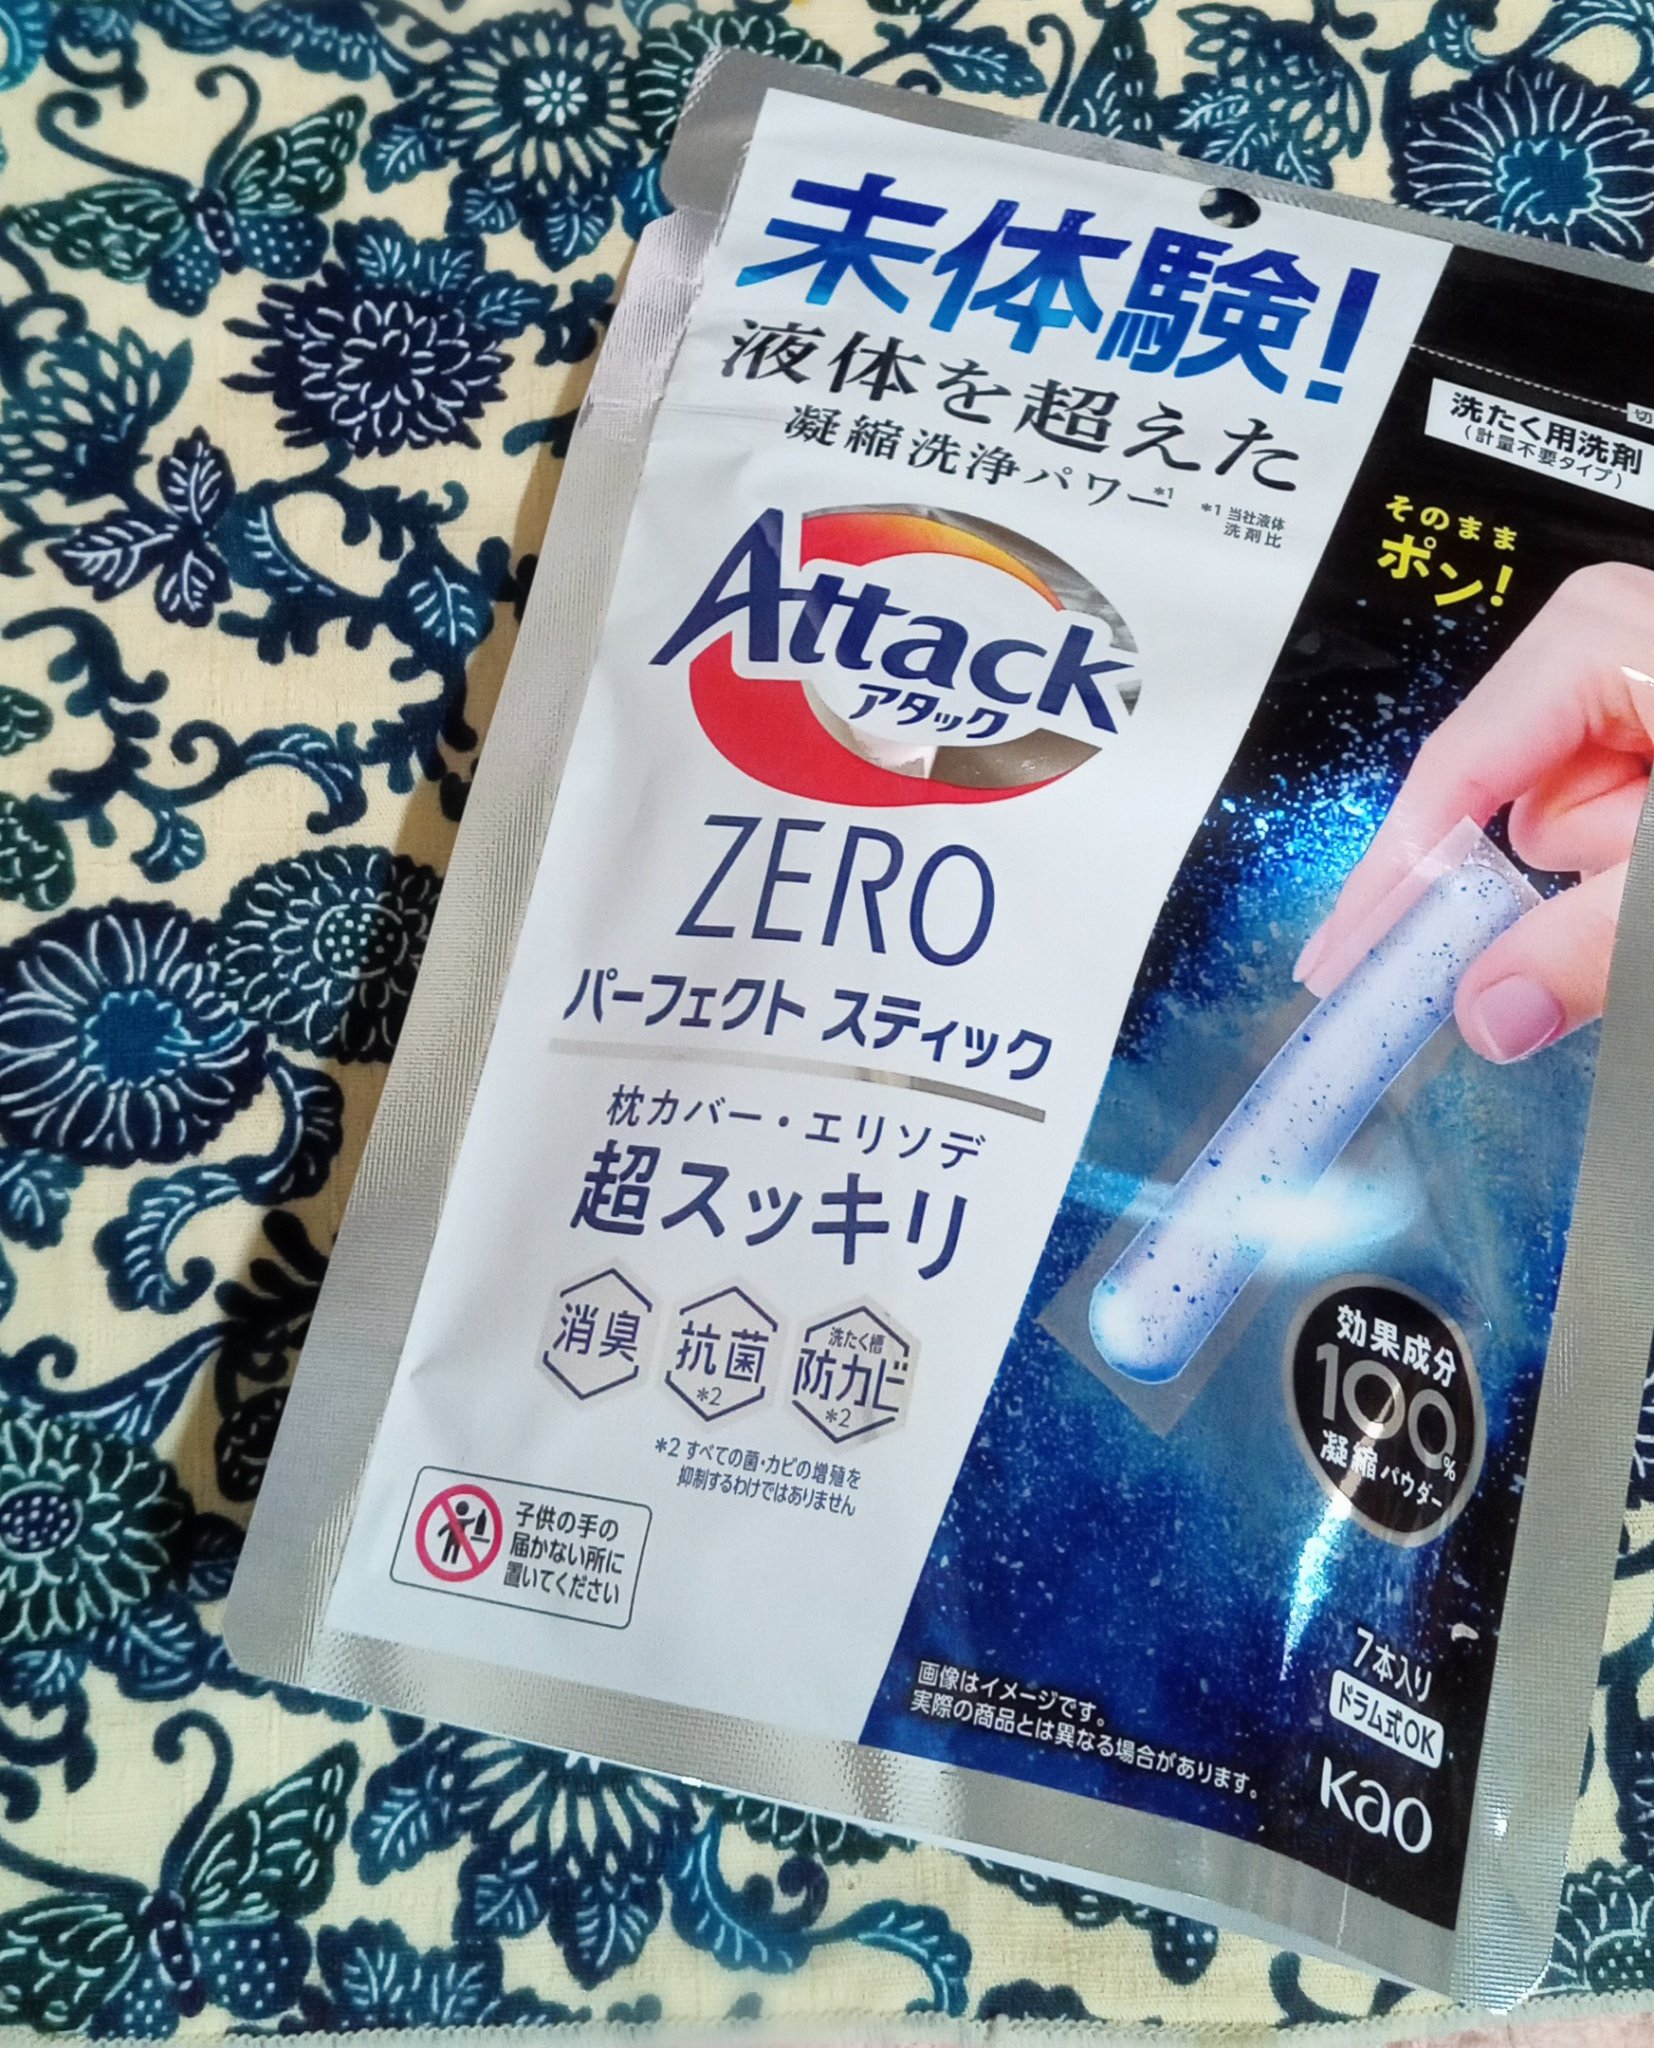 未体験!
液体を超えた
凝縮洗浄パワー*1
*1 当社液体
洗剤比
Attack
アタック
ZERO
パーフェクト スティック
枕カバー・エリソデ
超スッキリ
消臭
抗菌
*2
洗たく槽
防カビ
*2
*2 すべての菌・カビの増殖を
抑制するわけではありません
子供の手の
届かない所に
置いてください
切
洗たく用洗剤
(計量不要タイプ)
そのまま
ポン!
効果成分
100%
凝縮パウダー
7本入り
ドラム式OK
画像はイメージです。
実際の商品とは異なる場合があります。
Kao